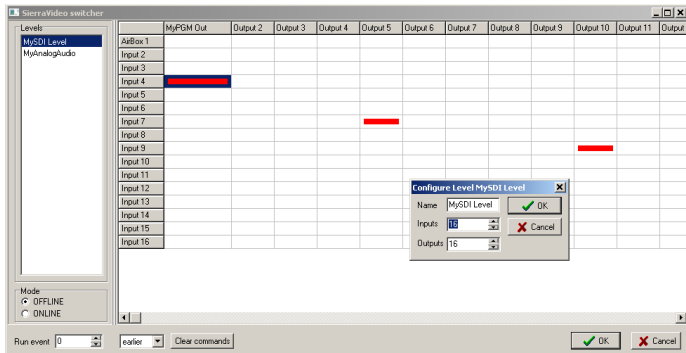 SierraVideo switcher
Levels
MySDI Level
MyAnalogAudio
MyPGM Out Output 2 Output 3 Output 4 Output 5 Output 6 Output 7 Output 8 Output 9 Output 10 Output 11 Output
AirBox 1
Input 2
Input 3
Input 4
Input 5
Input 6
Input 7
Input 8
Input 9
Input 10
Input 11
Input 12
Input 13
Input 14
Input 15
Input 16
Configure Level MySDI Level
Name MySDI Level OK
Inputs 16 Cancel
Outputs 16
Mode
OFFLINE
ONLINE
Run event 0 earlier Clear commands OK Cancel